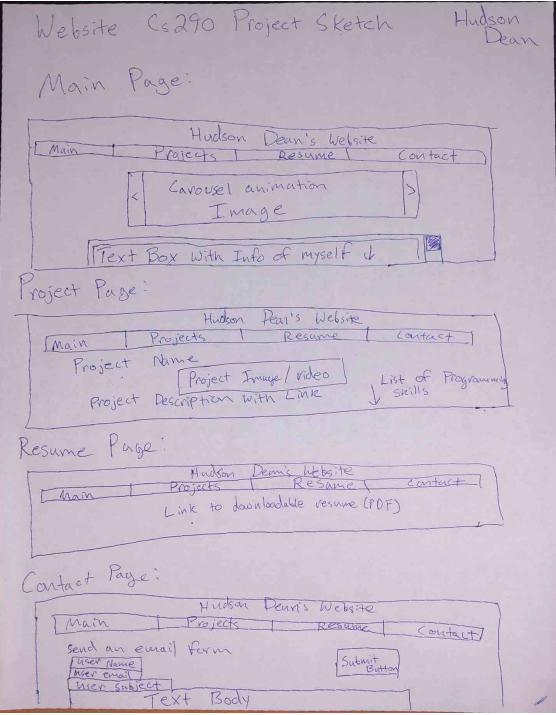 Website Cs290 Project Sketch
Hudson Dean
Main Page:
Hudson Dean's Website
Main Projects Resume Contact
< Carousel animation >
Image
Text Box with Info of myself ↓
Project Page:
Hudson Dean's Website
Main Projects Resume Contact
Project Name
Project Image/video
List of Programming
Project Description with Link ↓ skills
Resume Page:
Hudson Dean's Website
Main Projects Resume Contact
Link to downloadable resume (PDF)
Contact Page:
Hudson Dean's Website
Main Projects Resume Contact
Send an email form
User Name
User email
User Subject
Submit
Button
Text Body